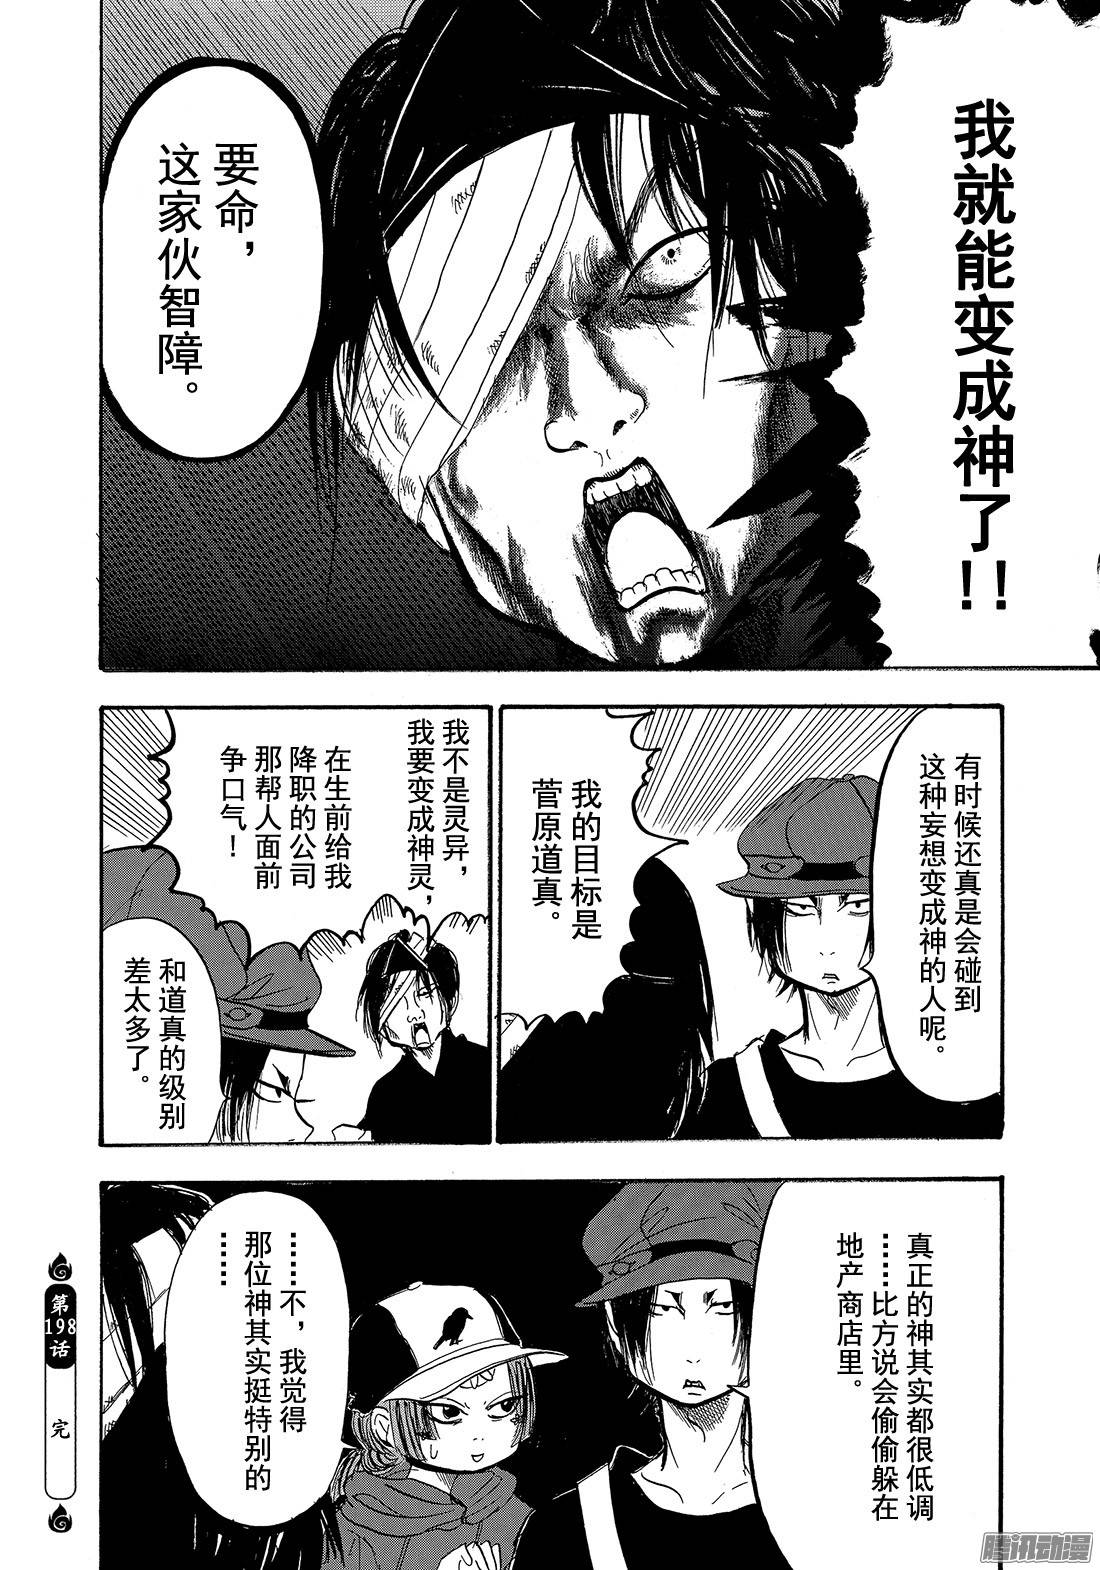 我就能变成神了！！
要命，
这家伙智障。
有时候还真是会碰到
这种妄想变成神的人呢。
我的目标是
菅原道真。
我不是灵异，
我要变成神灵，
在生前给我
降职的公司
那帮人面前
争口气！
和道真的级别
差太多了。
真正的神其实都很低调
……比方说会偷偷躲在
地产商店里。
……不，我觉得
那位神其实挺特别的
……
第
198
话
完
腾讯动漫